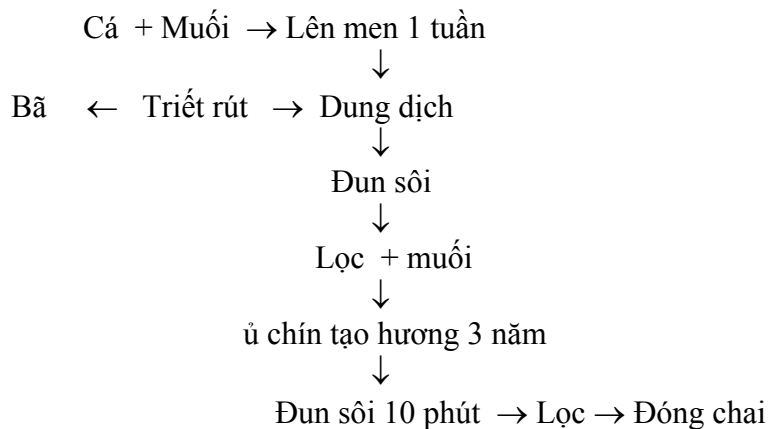 Cá + Muối → Lên men 1 tuần
↓
Bã ← Triết rút → Dung dịch
↓
Đun sôi
↓
Lọc + muối
↓
ủ chín tạo hương 3 năm
↓
Đun sôi 10 phút → Lọc → Đóng chai